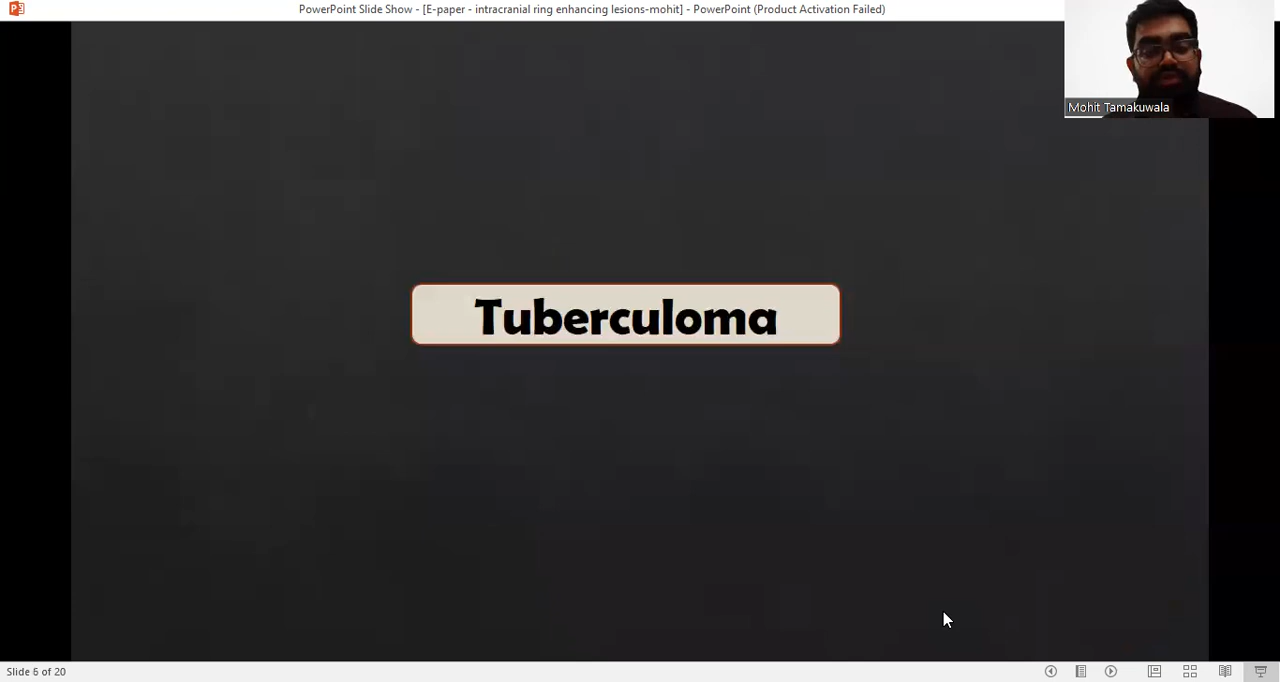 PowerPoint Slide Show - [E-paper - intracranial ring enhancing lesions-mohit] - PowerPoint (Product Activation Failed)
Mohit Tamakuwala
Tuberculoma
Slide 6 of 20